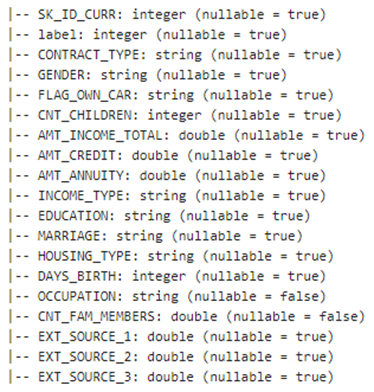 |-- SK_ID_CURR: integer (nullable = true)
|-- label: integer (nullable = true)
|-- CONTRACT_TYPE: string (nullable = true)
|-- GENDER: string (nullable = true)
|-- FLAG_OWN_CAR: string (nullable = true)
|-- CNT_CHILDREN: integer (nullable = true)
|-- AMT_INCOME_TOTAL: double (nullable = true)
|-- AMT_CREDIT: double (nullable = true)
|-- AMT_ANNUITY: double (nullable = true)
|-- INCOME_TYPE: string (nullable = true)
|-- EDUCATION: string (nullable = true)
|-- MARRIAGE: string (nullable = true)
|-- HOUSING_TYPE: string (nullable = true)
|-- DAYS_BIRTH: integer (nullable = true)
|-- OCCUPATION: string (nullable = false)
|-- CNT_FAM_MEMBERS: double (nullable = false)
|-- EXT_SOURCE_1: double (nullable = true)
|-- EXT_SOURCE_2: double (nullable = true)
|-- EXT_SOURCE_3: double (nullable = true)